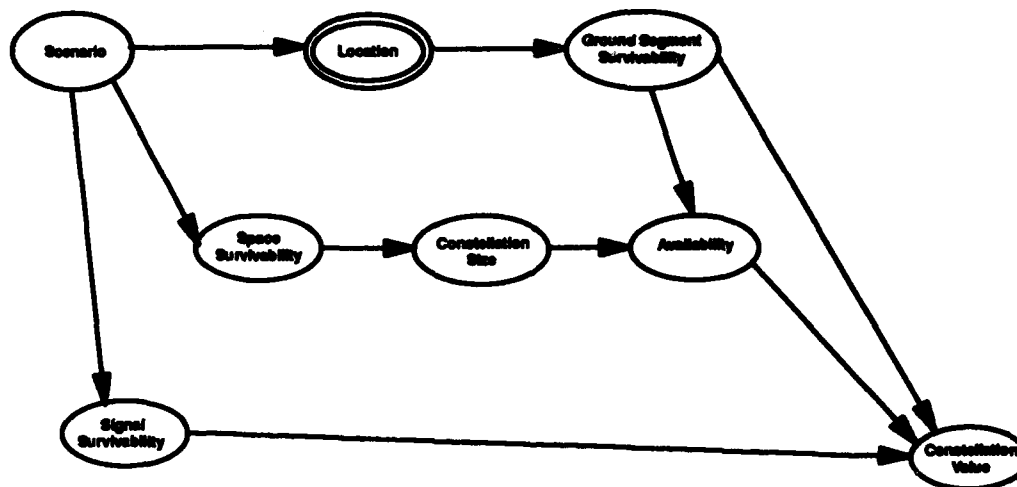 Scenario
Location
Ground Segment
Survivability
Space
Survivability
Constellation
Size
Availability
Signal
Survivability
Constellation
Value